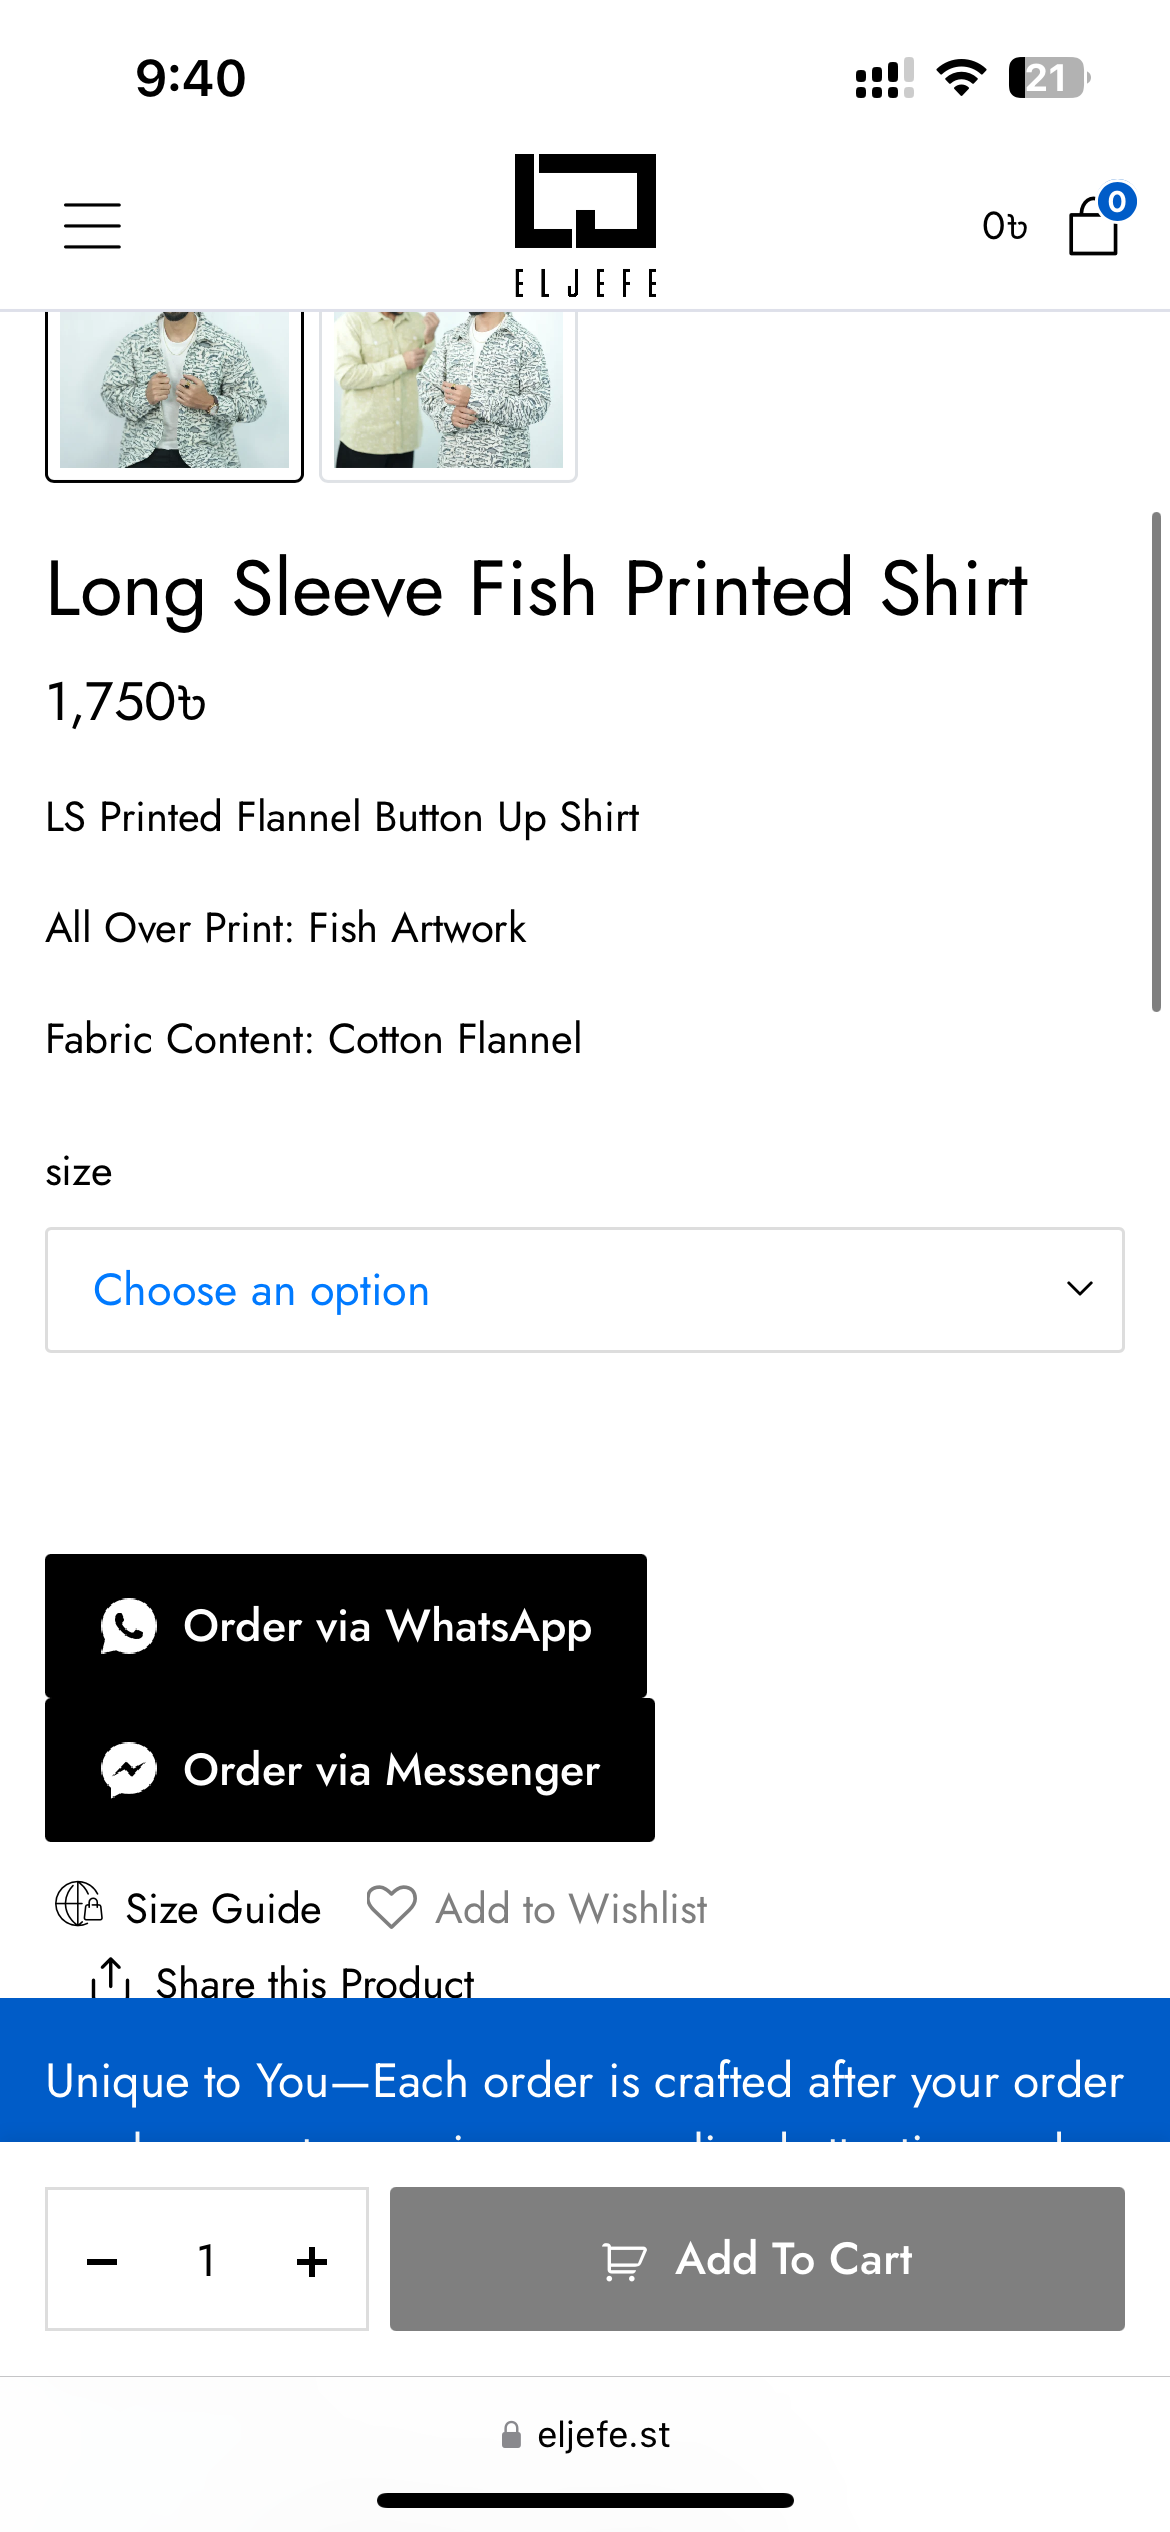 9:40
21
0৳
0
ELJEFE
Long Sleeve Fish Printed Shirt
1,750৳
LS Printed Flannel Button Up Shirt
All Over Print: Fish Artwork
Fabric Content: Cotton Flannel
size
Choose an option
Order via WhatsApp
Order via Messenger
Size Guide
Add to Wishlist
Share this Product
Unique to You—Each order is crafted after your order
1
Add To Cart
eljefe.st